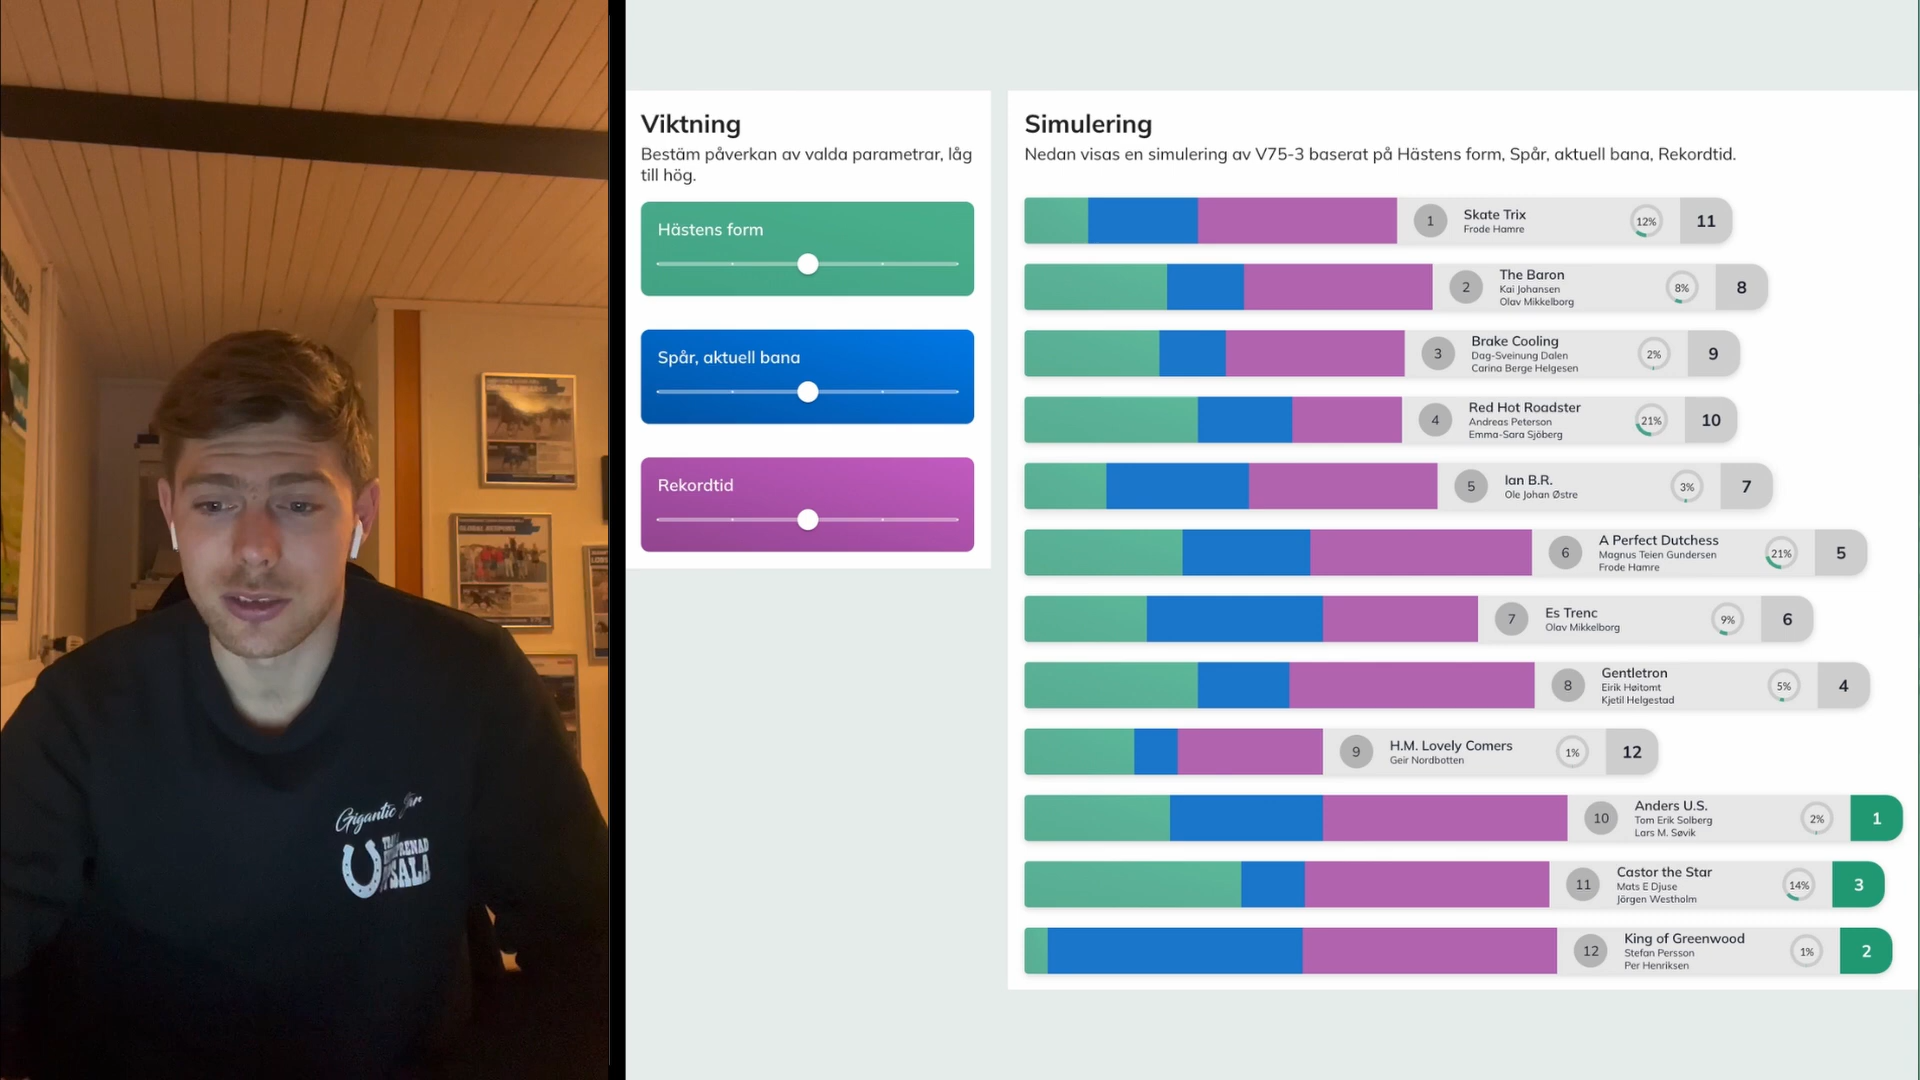 Gigantic
SALA
GLOBAL
Viktning
Bestäm påverkan av valda parametrar, låg
till hög.
Hästens form
Spår, aktuell bana
Rekordtid
Simulering
Nedan visas en simulering av V75-3 baserat på Hästens form, Spår, aktuell bana, Rekordtid.
1 Skate Trix 12% 11
Frode Hamre
2 The Baron 8% 8
Kai Johansen
Olav Mikkelborg
3 Brake Cooling 2% 9
Dag-Sveinung Dalen
Carina Berge Helgesen
4 Red Hot Roadster 21% 10
Andreas Peterson
Emma-Sara Sjöberg
5 Ian B.R. 3% 7
Ole Johan Østre
6 A Perfect Dutchess 21% 5
Magnus Teien Gundersen
Frode Hamre
7 Es Trenc 9% 6
Olav Mikkelborg
8 Gentletron 5% 4
Eirik Høitomt
Kjetil Helgestad
9 H.M. Lovely Comers 1% 12
Geir Nordbotten
10 Anders U.S. 2% 1
Tom Erik Solberg
Lars M. Søvik
11 Castor the Star 14% 3
Mats E Djuse
Jörgen Westholm
12 King of Greenwood 1% 2
Stefan Persson
Per Henriksen